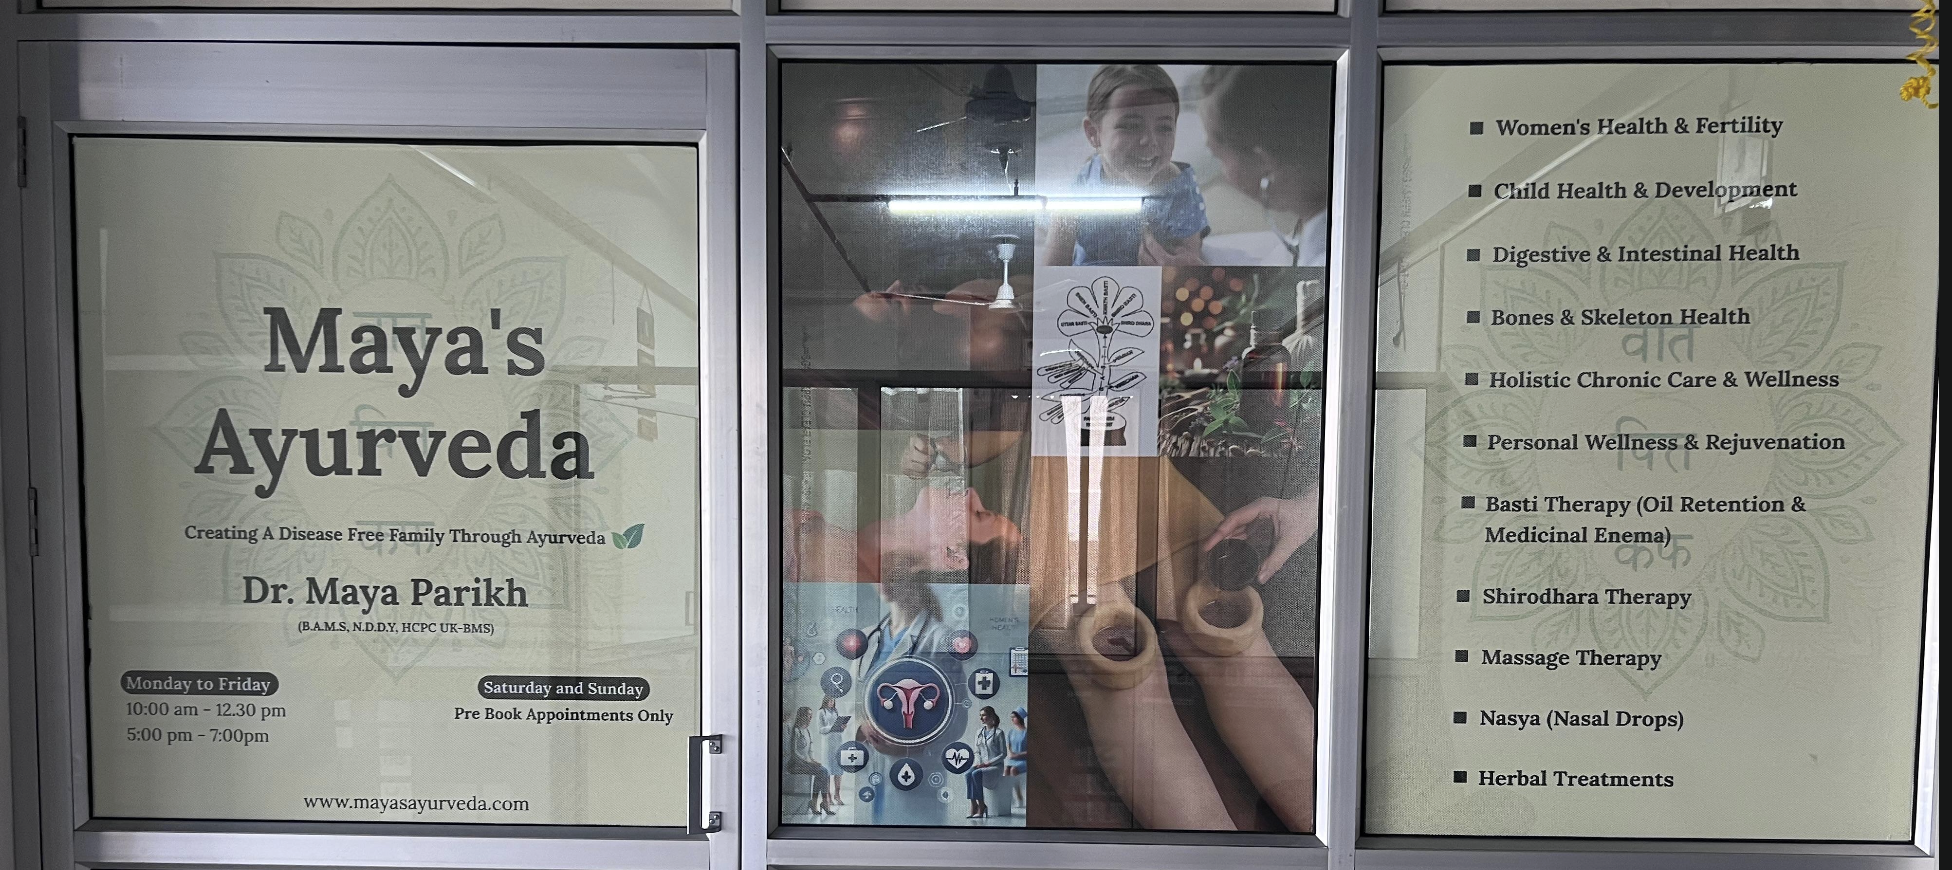 Maya's
Ayurveda
Creating A Disease Free Family Through Ayurveda
Dr. Maya Parikh
(B.A.M.S, N.D.D.Y, HCPC UK-BMS)
Monday to Friday
10:00 am - 12.30 pm
5:00 pm - 7:00pm
Saturday and Sunday
Pre Book Appointments Only
www.mayasayurveda.com
■ Women's Health & Fertility
■ Child Health & Development
■ Digestive & Intestinal Health
■ Bones & Skeleton Health
वात
■ Holistic Chronic Care & Wellness
■ Personal Wellness & Rejuvenation
पित
■ Basti Therapy (Oil Retention &
Medicinal Enema)
कफ
■ Shirodhara Therapy
■ Massage Therapy
■ Nasya (Nasal Drops)
■ Herbal Treatments